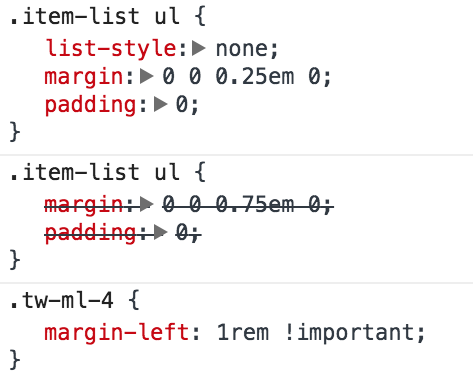 .item-list ul {
list-style:▶ none;
margin:▶ 0 0 0.25em 0;
padding:▶ 0;
}
.item-list ul {
margin:▶ 0 0 0.75em 0;
padding:▶ 0;
}
.tw-ml-4 {
margin-left: 1rem !important;
}